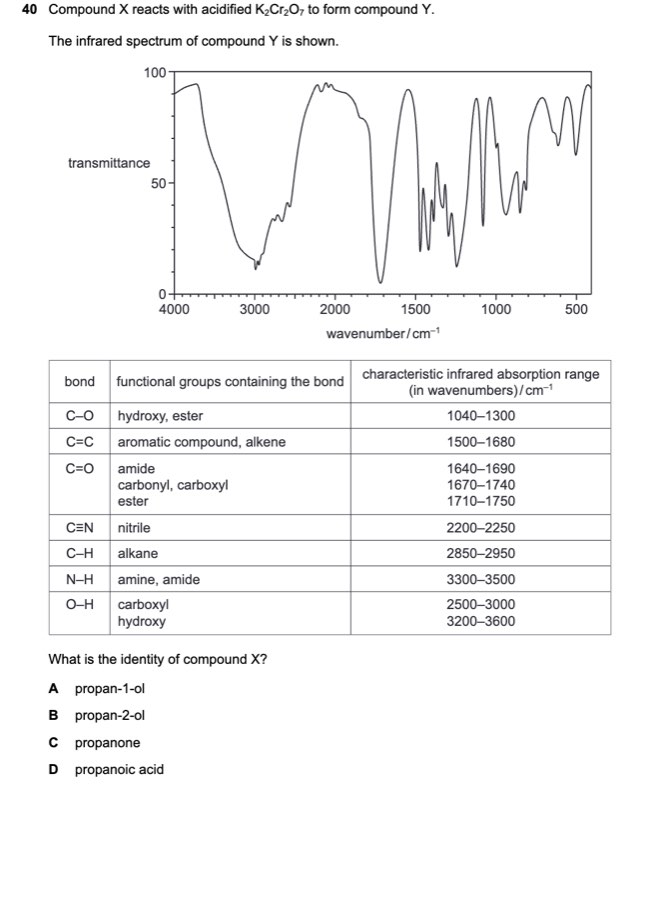 40 Compound X reacts with acidified K₂Cr₂O₇ to form compound Y.
The infrared spectrum of compound Y is shown.
100
transmittance
50
0
4000 3000 2000 1500 1000 500
wavenumber/cm⁻¹
bond functional groups containing the bond characteristic infrared absorption range (in wavenumbers)/cm⁻¹
C–O hydroxy, ester 1040–1300
C=C aromatic compound, alkene 1500–1680
C=O amide 1640–1690
carbonyl, carboxyl 1670–1740
ester 1710–1750
C≡N nitrile 2200–2250
C–H alkane 2850–2950
N–H amine, amide 3300–3500
O–H carboxyl 2500–3000
hydroxy 3200–3600
What is the identity of compound X?
A propan-1-ol
B propan-2-ol
C propanone
D propanoic acid